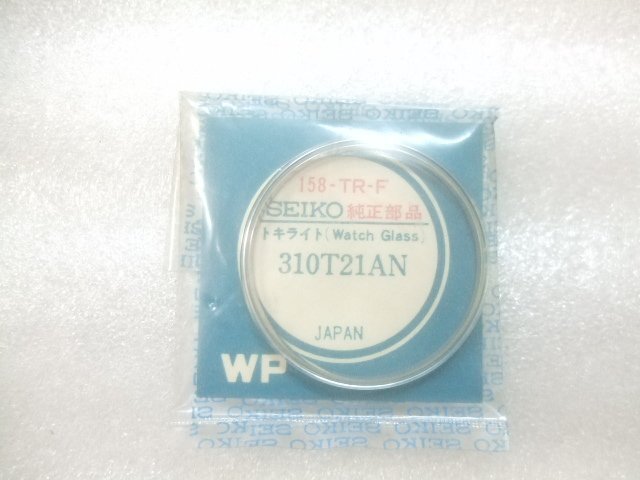 158-TR-F
SEIKO 純正部品
トキライト(Watch Glass)
310T21AN
JAPAN
WP